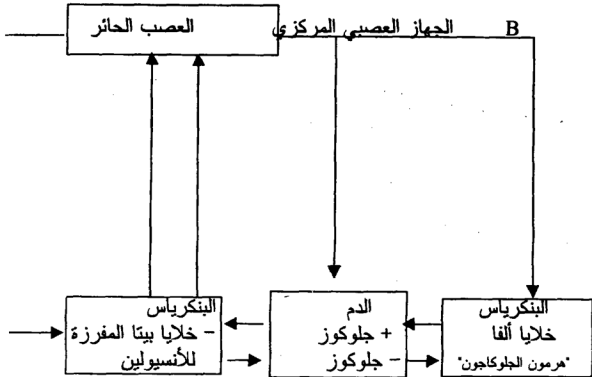 العصب الحائر
الجهاز العصبي المركزي B
البنكرياس
خلايا ألفا
"هرمون الجلوكاجون"
الدم
+ جلوكوز
− جلوكوز
البنكرياس
− خلايا بيتا المفرزة
للأنسيولين